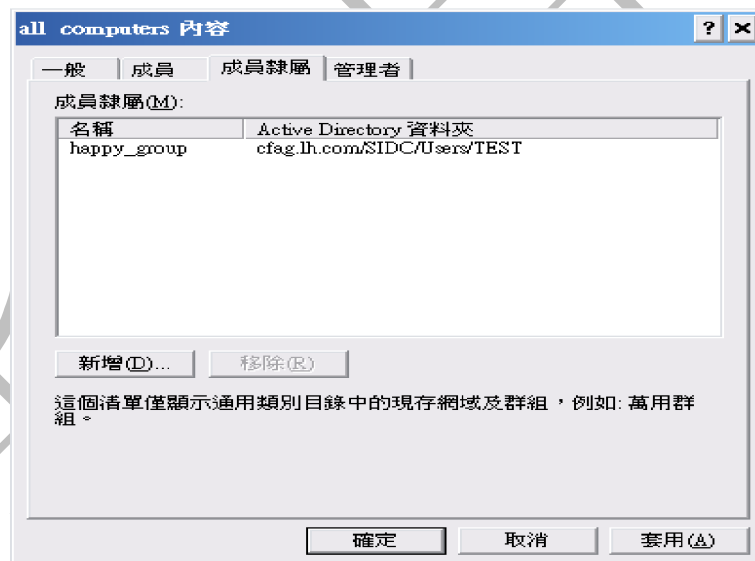 all computers 內容
一般 成員 成員隸屬 管理者
成員隸屬(M):
名稱 Active Directory 資料夾
happy_group cfag.lh.com/SIDC/Users/TEST
新增(D)... 移除(R)
這個清單僅顯示通用類別目錄中的現存網域及群組，例如: 萬用群
組。
確定 取消 套用(A)